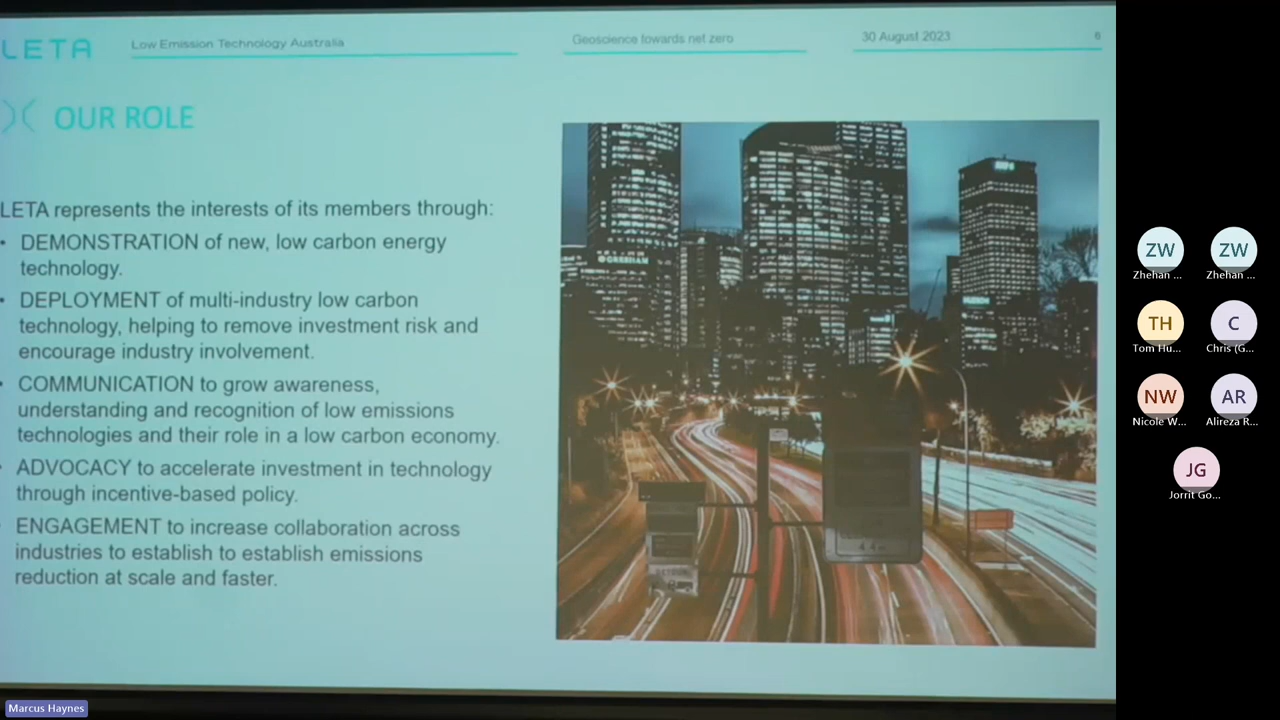 LETA
Low Emission Technology Australia
Geoscience towards net zero
30 August 2023
6
OUR ROLE
LETA represents the interests of its members through:
• DEMONSTRATION of new, low carbon energy
technology.
• DEPLOYMENT of multi-industry low carbon
technology, helping to remove investment risk and
encourage industry involvement.
• COMMUNICATION to grow awareness,
understanding and recognition of low emissions
technologies and their role in a low carbon economy.
• ADVOCACY to accelerate investment in technology
through incentive-based policy.
• ENGAGEMENT to increase collaboration across
industries to establish to establish emissions
reduction at scale and faster.
4.4m
ZW
Zhehan ...
ZW
Zhehan ...
TH
Tom Hu...
C
Chris (G...
NW
Nicole W...
AR
Alireza R...
JG
Jorrit Go...
Marcus Haynes